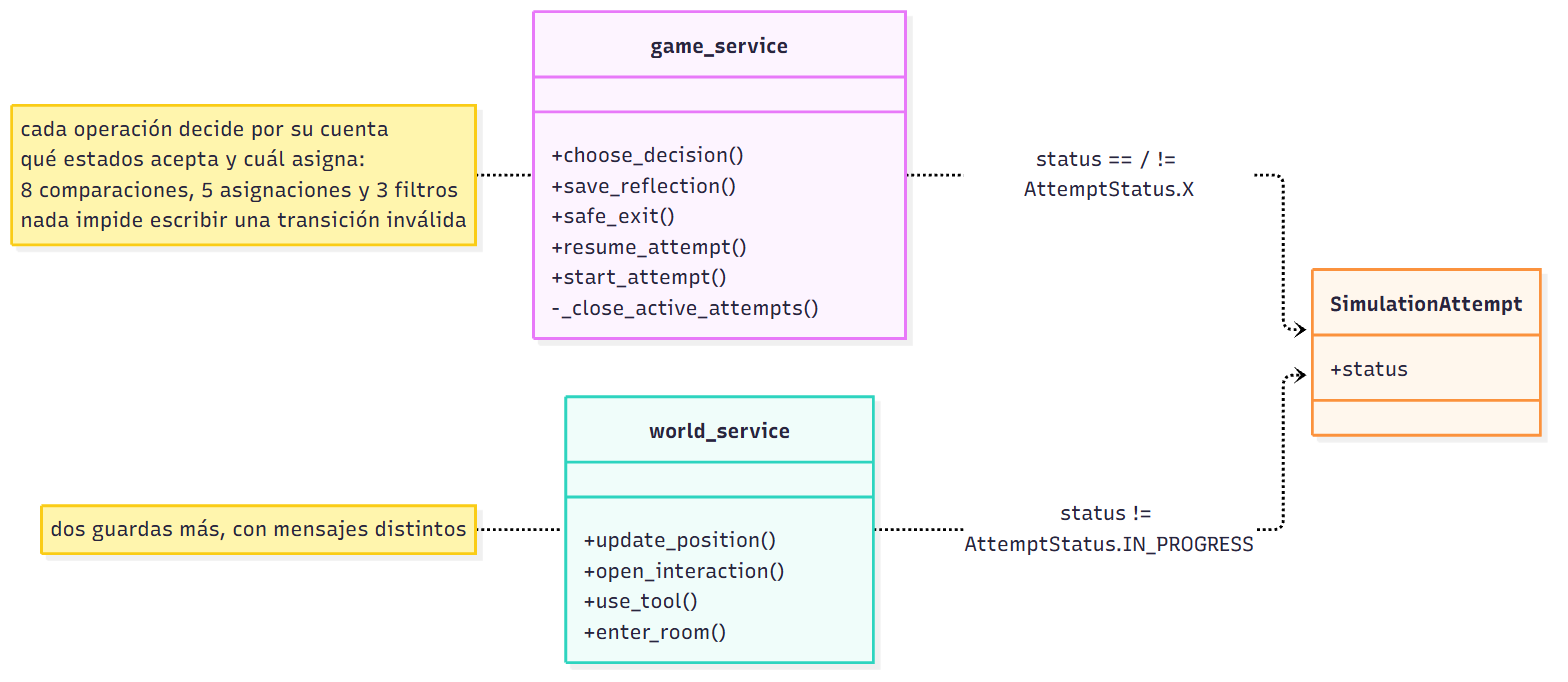 game_service
cada operación decide por su cuenta
qué estados acepta y cuál asigna:
8 comparaciones, 5 asignaciones y 3 filtros
nada impide escribir una transición inválida
+choose_decision()
+save_reflection()
+safe_exit()
+resume_attempt()
+start_attempt()
-_close_active_attempts()
status == / !=
AttemptStatus.X
SimulationAttempt
+status
world_service
dos guardas más, con mensajes distintos
+update_position()
+open_interaction()
+use_tool()
+enter_room()
status !=
AttemptStatus.IN_PROGRESS